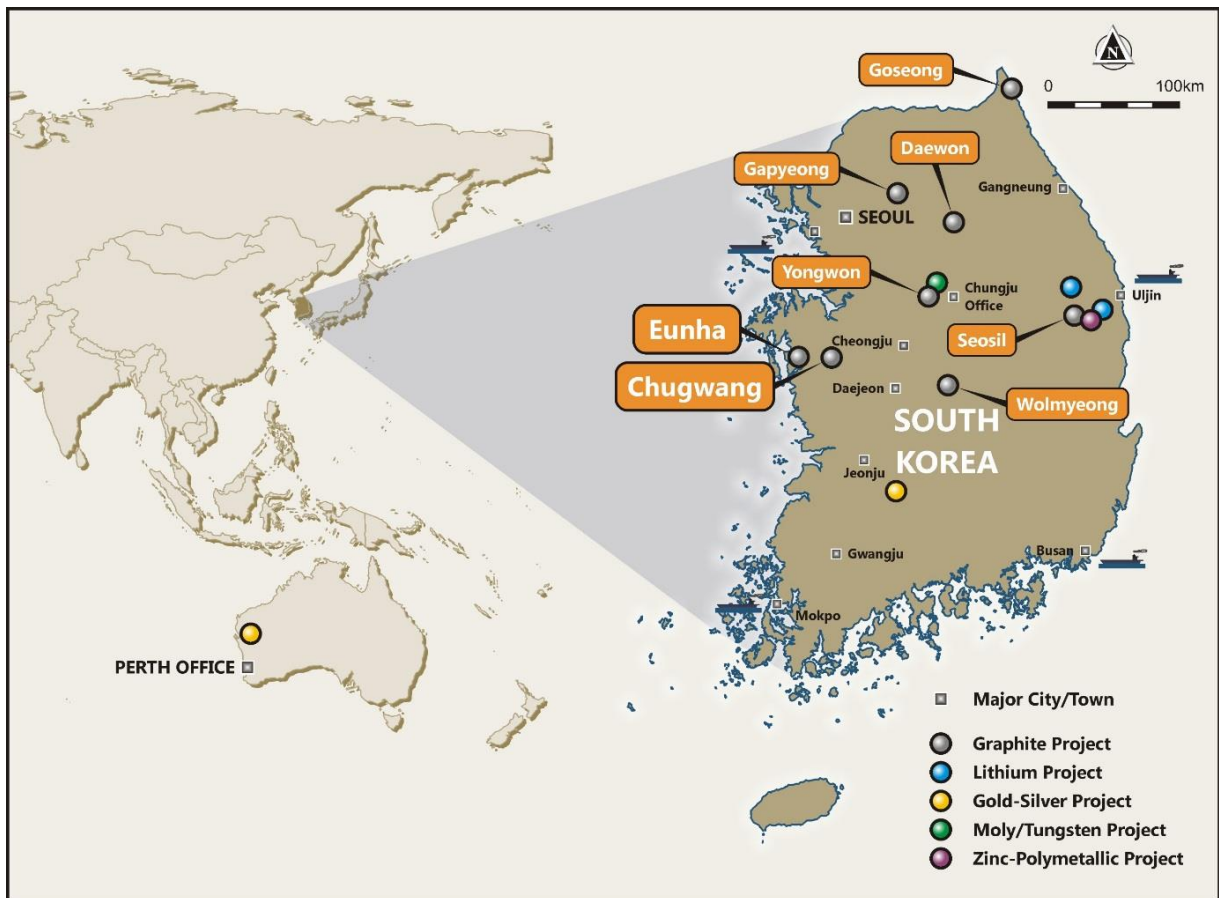 N
0 100km
Goseong
Daewon
Gapyeong
Gangneung
SEOUL
Yongwon
Chungju
Office
Uljin
Eunha
Cheongju
Seosil
Chugwang
Daejeon
Wolmyeong
SOUTH
KOREA
Jeonju
Gwangju
Busan
Mokpo
PERTH OFFICE
Major City/Town
Graphite Project
Lithium Project
Gold-Silver Project
Moly/Tungsten Project
Zinc-Polymetallic Project